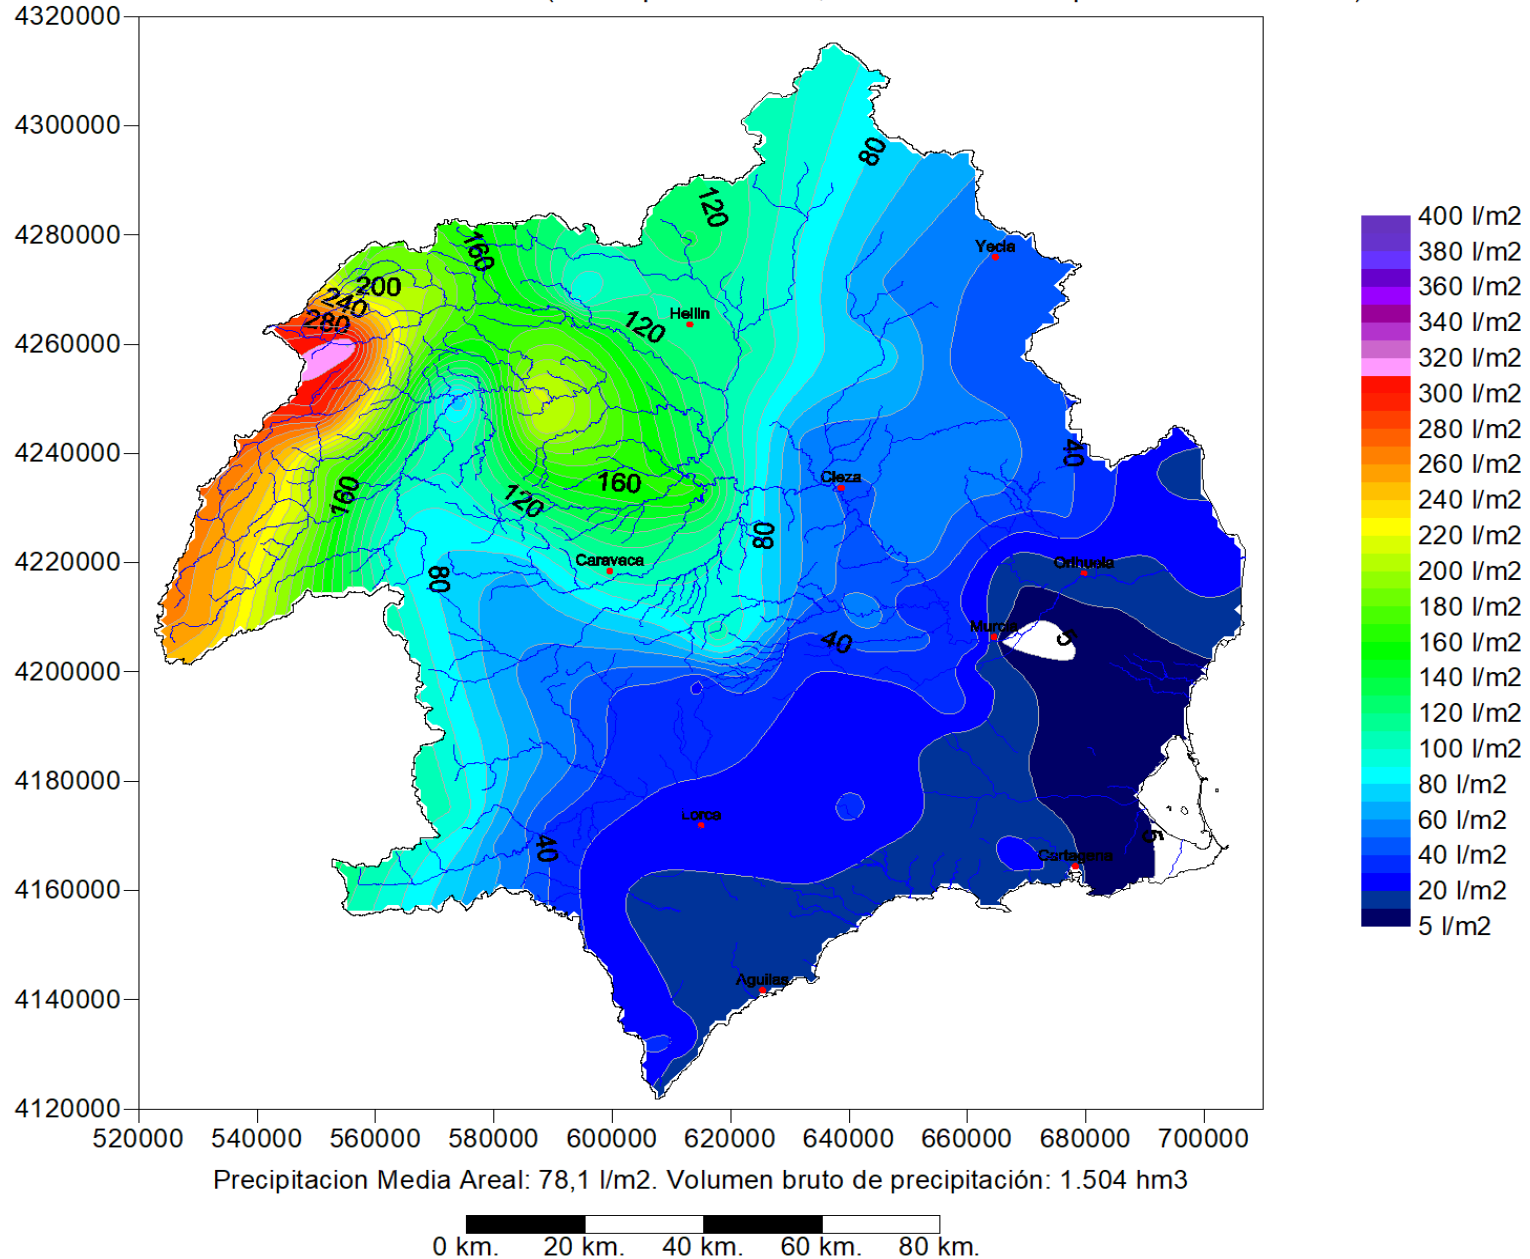 4320000
4300000
4280000
4260000
4240000
4220000
4200000
4180000
4160000
4140000
4120000
520000
540000
560000
580000
600000
620000
640000
660000
680000
700000
80
120
160
200
240
280
120
160
160
120
80
80
40
40
40
5
5
Yecla
Hellin
Cieza
Caravaca
Orihuela
Murcia
Lorca
Cartagena
Aguilas
400 l/m2
380 l/m2
360 l/m2
340 l/m2
320 l/m2
300 l/m2
280 l/m2
260 l/m2
240 l/m2
220 l/m2
200 l/m2
180 l/m2
160 l/m2
140 l/m2
120 l/m2
100 l/m2
80 l/m2
60 l/m2
40 l/m2
20 l/m2
5 l/m2
Precipitacion Media Areal: 78,1 l/m2. Volumen bruto de precipitación: 1.504 hm3
0 km. 20 km. 40 km. 60 km. 80 km.